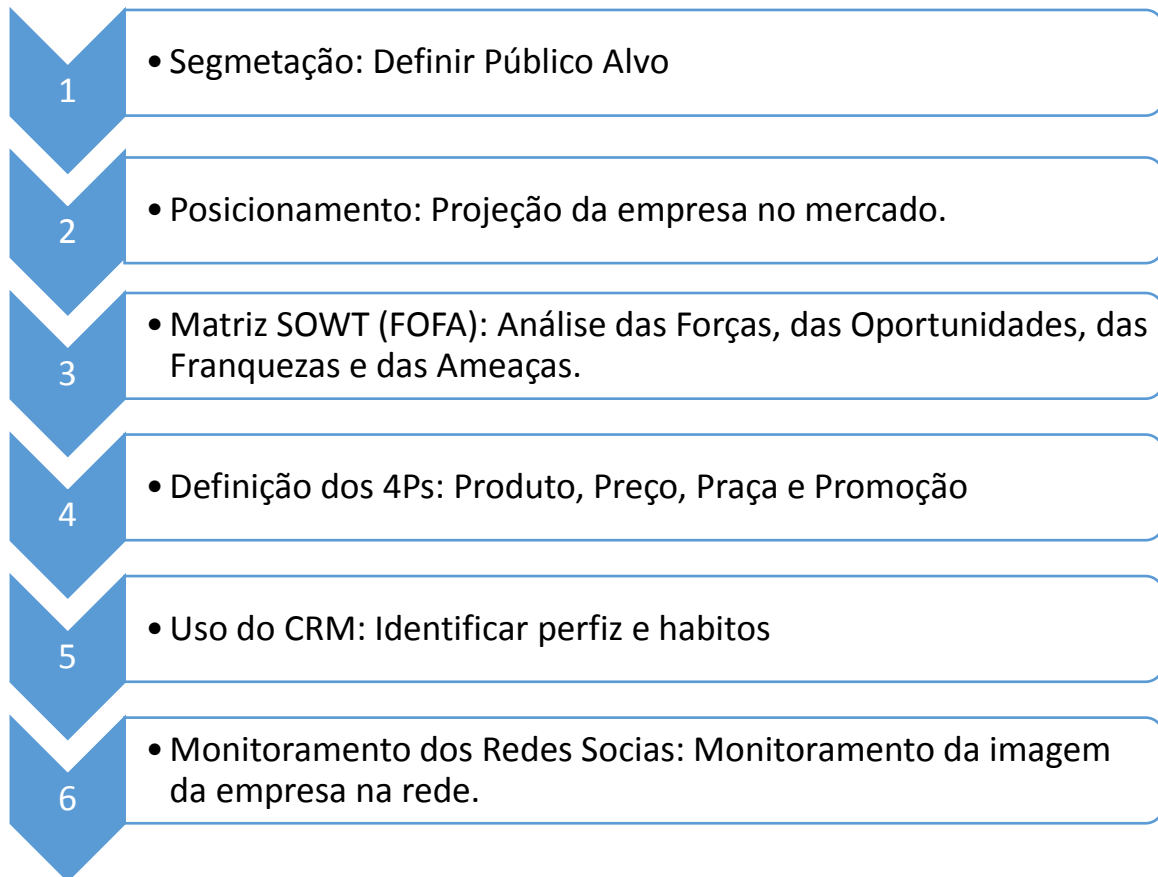 1
• Segmetação: Definir Público Alvo
2
• Posicionamento: Projeção da empresa no mercado.
3
• Matriz SOWT (FOFA): Análise das Forças, das Oportunidades, das
Franquezas e das Ameaças.
4
• Definição dos 4Ps: Produto, Preço, Praça e Promoção
5
• Uso do CRM: Identificar perfiz e habitos
6
• Monitoramento dos Redes Socias: Monitoramento da imagem
da empresa na rede.